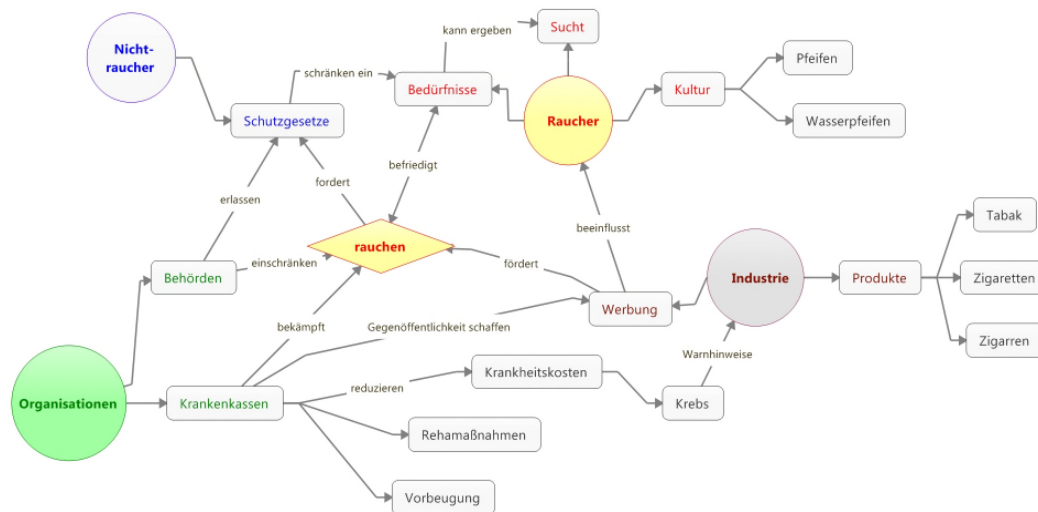 kann ergeben
Sucht
Nicht-
raucher
Pfeifen
schränken ein
Bedürfnisse
Kultur
Schutzgesetze
Raucher
Wasserpfeifen
befriedigt
fordert
erlassen
Tabak
beeinflusst
rauchen
einschränken
fördert
Behörden
Industrie
Produkte
Zigaretten
Werbung
bekämpft
Gegenöffentlichkeit schaffen
Zigarren
Warnhinweise
Krankheitskosten
reduzieren
Organisationen
Krankenkassen
Krebs
Rehamaßnahmen
Vorbeugung